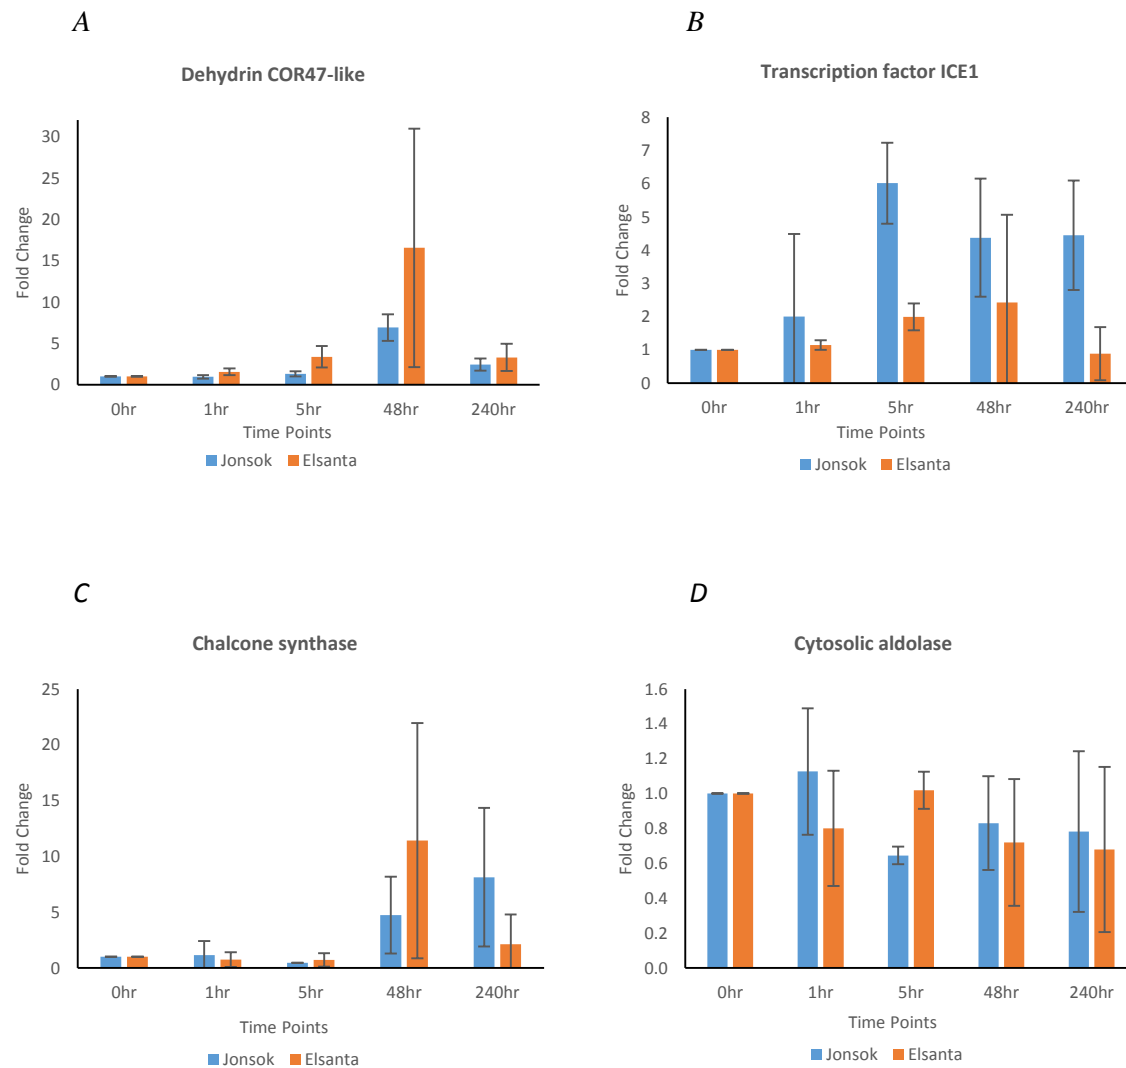 A
Dehydrin COR47-like
Fold Change
30
25
20
15
10
5
0
0hr 1hr 5hr 48hr 240hr
Time Points
Jonsok Elsanta
B
Transcription factor ICE1
Fold Change
8
7
6
5
4
3
2
1
0
0hr 1hr 5hr 48hr 240hr
Time Points
Jonsok Elsanta
C
Chalcone synthase
Fold Change
25
20
15
10
5
0
0hr 1hr 5hr 48hr 240hr
Time Points
Jonsok Elsanta
D
Cytosolic aldolase
Fold Change
1.6
1.4
1.2
1.0
0.8
0.6
0.4
0.2
0.0
0hr 1hr 5hr 48hr 240hr
Time Points
Jonsok Elsanta